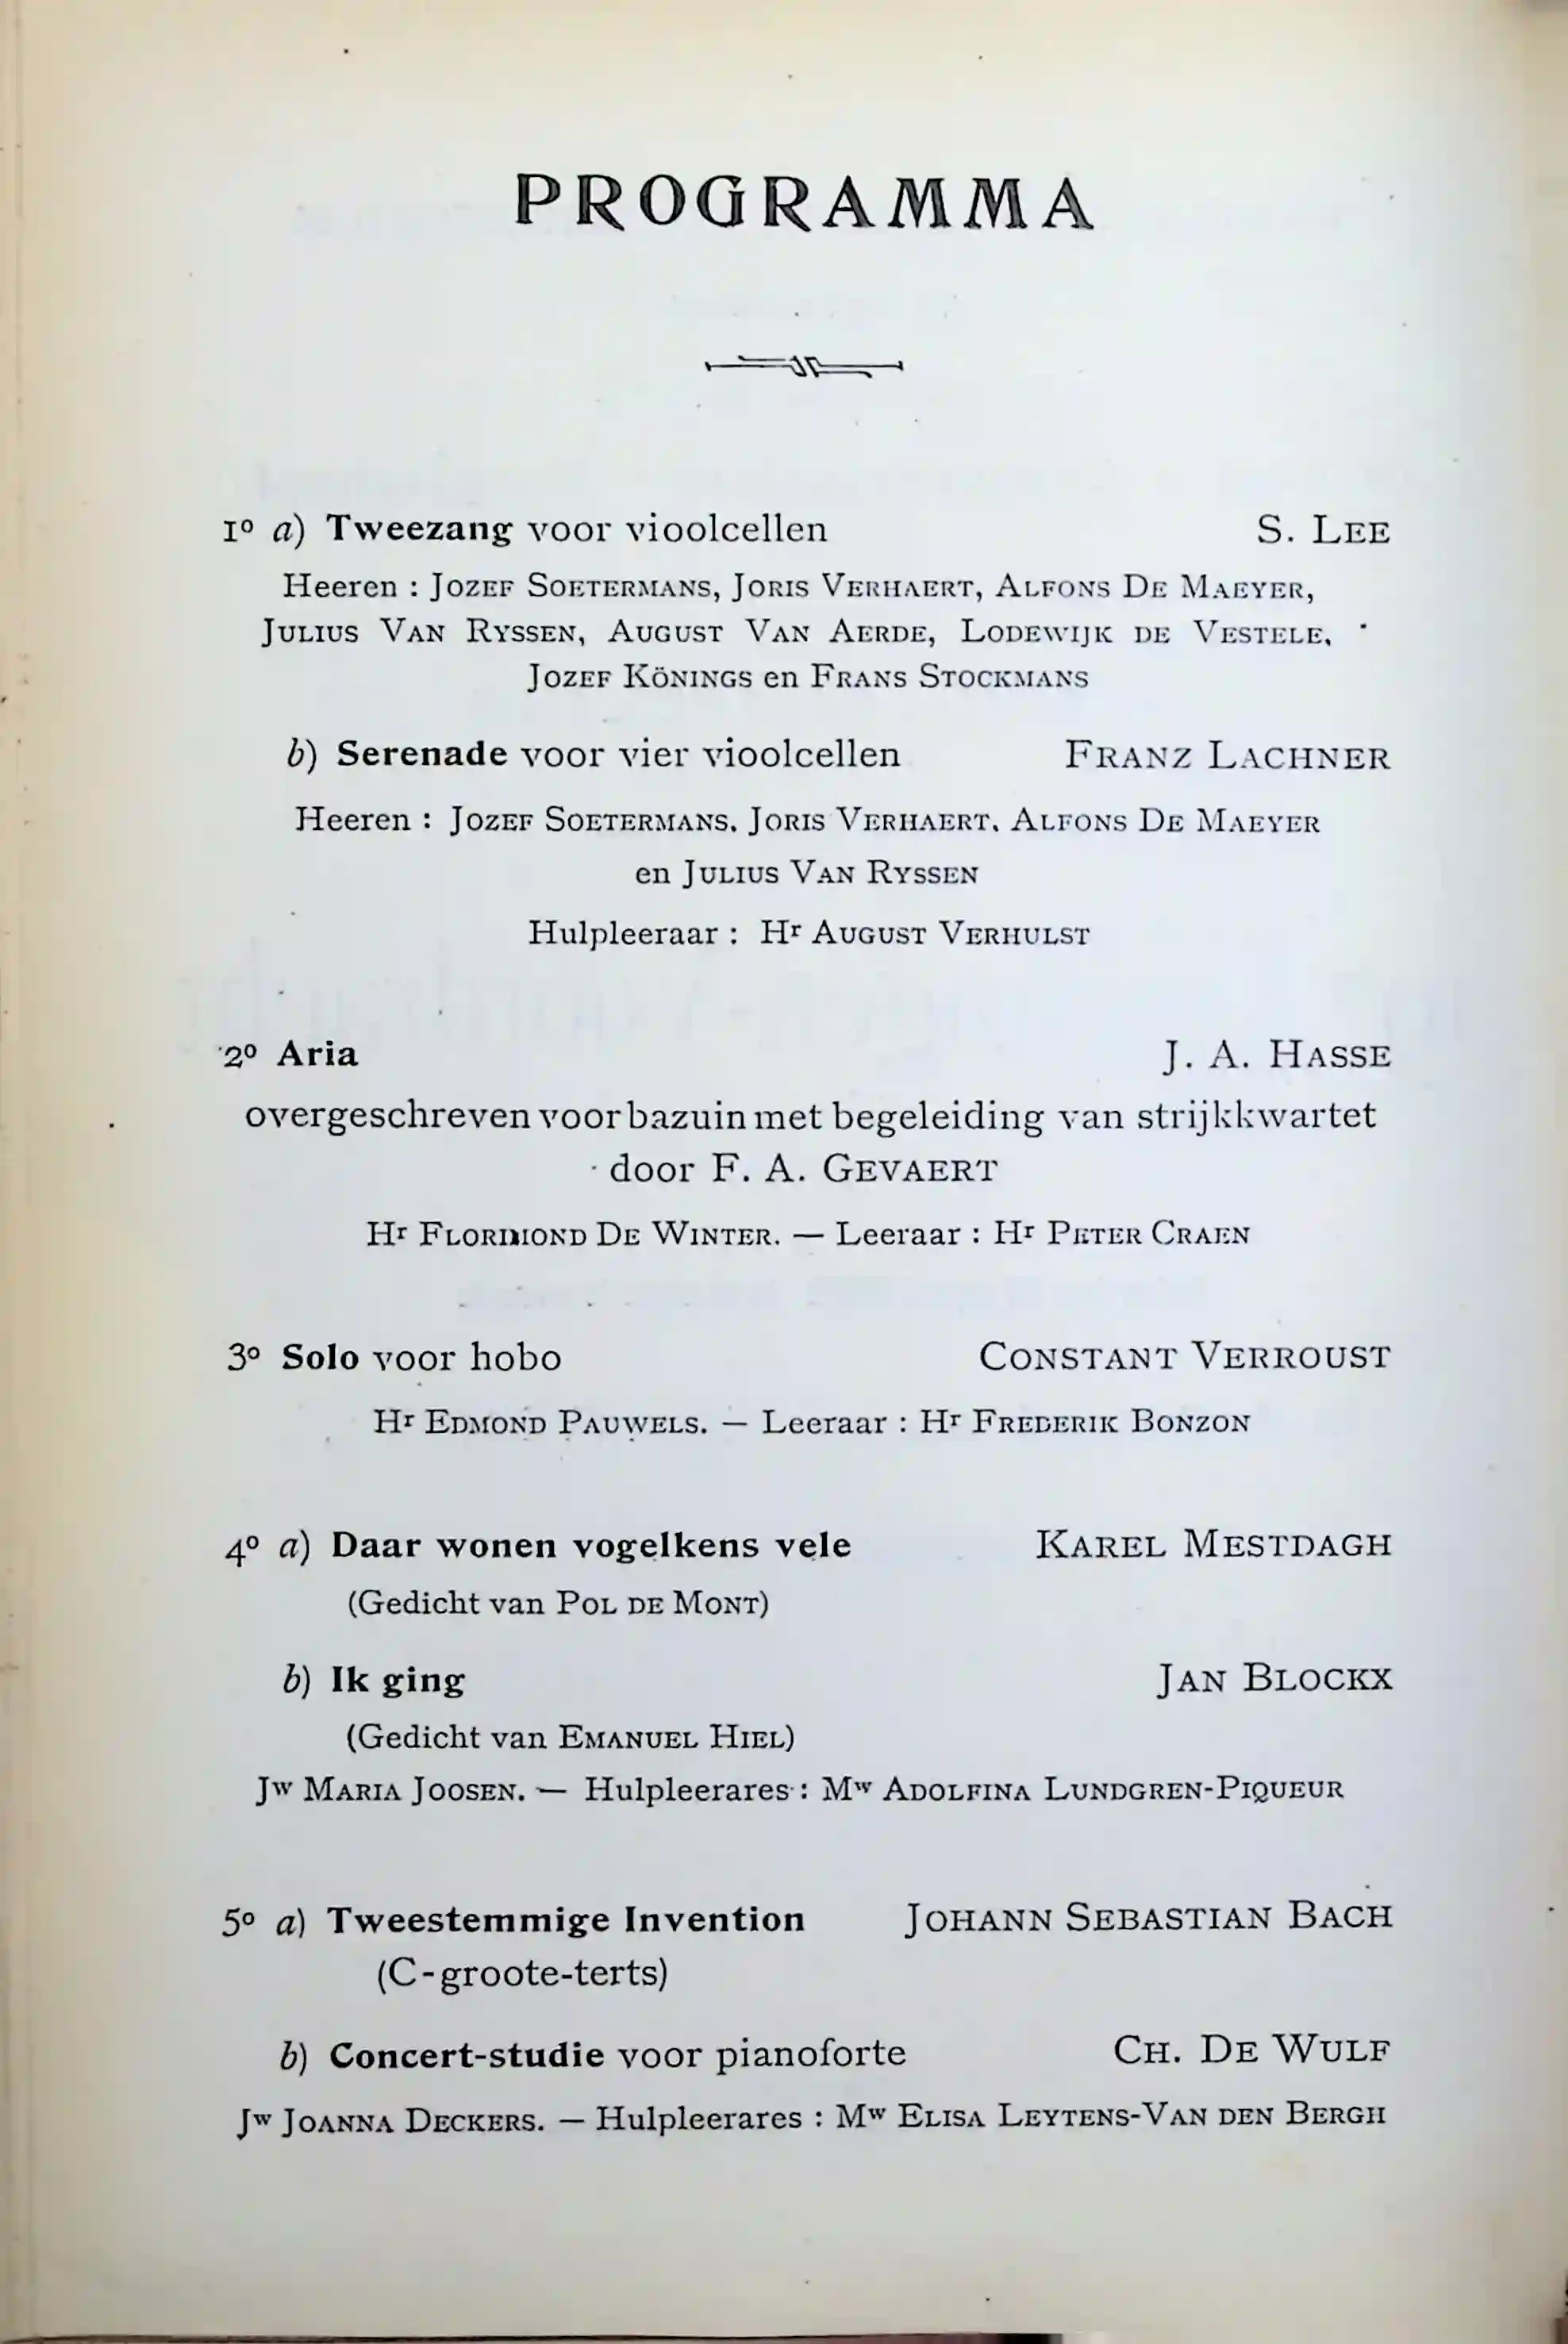 PROGRAMMA
1º a) Tweezang voor vioolcellen S. LEE
Heeren : JOZEF SOETERMANS, JORIS VERHAERT, ALFONS DE MAEYER,
JULIUS VAN RYSSEN, AUGUST VAN AERDE, LODEWIJK DE VESTELE,
JOZEF KÖNINGS en FRANS STOCKMANS
b) Serenade voor vier vioolcellen FRANZ LACHNER
Heeren : JOZEF SOETERMANS, JORIS VERHAERT, ALFONS DE MAEYER
en JULIUS VAN RYSSEN
Hulpleeraar : Hr AUGUST VERHULST
2º Aria J. A. HASSE
overgeschreven voor bazuin met begeleiding van strijkkwartet
door F. A. GEVAERT
Hr FLORIMOND DE WINTER. — Leeraar : Hr PETER CRAEN
3º Solo voor hobo CONSTANT VERROUST
Hr EDMOND PAUWELS. — Leeraar : Hr FREDERIK BONZON
4º a) Daar wonen vogelkens vele KAREL MESTDAGH
(Gedicht van POL DE MONT)
b) Ik ging JAN BLOCKX
(Gedicht van EMANUEL HIEL)
Jw MARIA JOOSEN. — Hulpleerares : Mw ADOLFINA LUNDGREN-PIQUEUR
5º a) Tweestemmige Invention JOHANN SEBASTIAN BACH
(C-groote-terts)
b) Concert-studie voor pianoforte CH. DE WULF
Jw JOANNA DECKERS. — Hulpleerares : Mw ELISA LEYTENS-VAN DEN BERGH